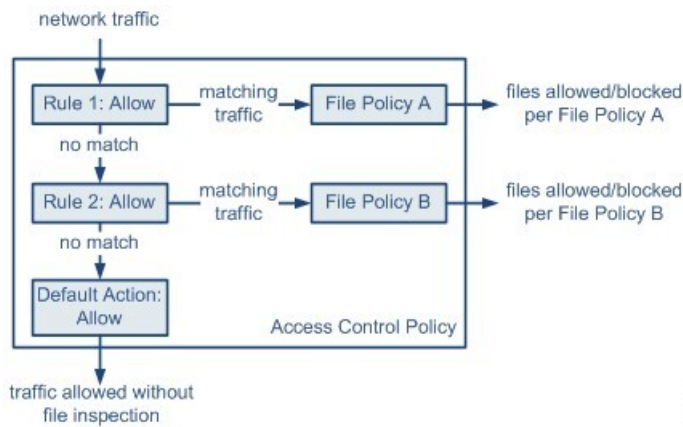 network traffic
Rule 1: Allow
matching
traffic
File Policy A
files allowed/blocked
per File Policy A
no match
Rule 2: Allow
matching
traffic
File Policy B
files allowed/blocked
per File Policy B
no match
Default Action:
Allow
Access Control Policy
traffic allowed without
file inspection